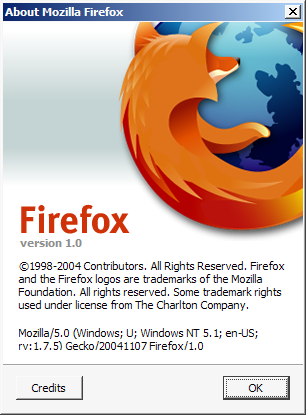 About Mozilla Firefox
Firefox
version 1.0
©1998-2004 Contributors. All Rights Reserved. Firefox
and the Firefox logos are trademarks of the Mozilla
Foundation. All rights reserved. Some trademark rights
used under license from The Charlton Company.
Mozilla/5.0 (Windows; U; Windows NT 5.1; en-US;
rv:1.7.5) Gecko/20041107 Firefox/1.0
Credits
OK